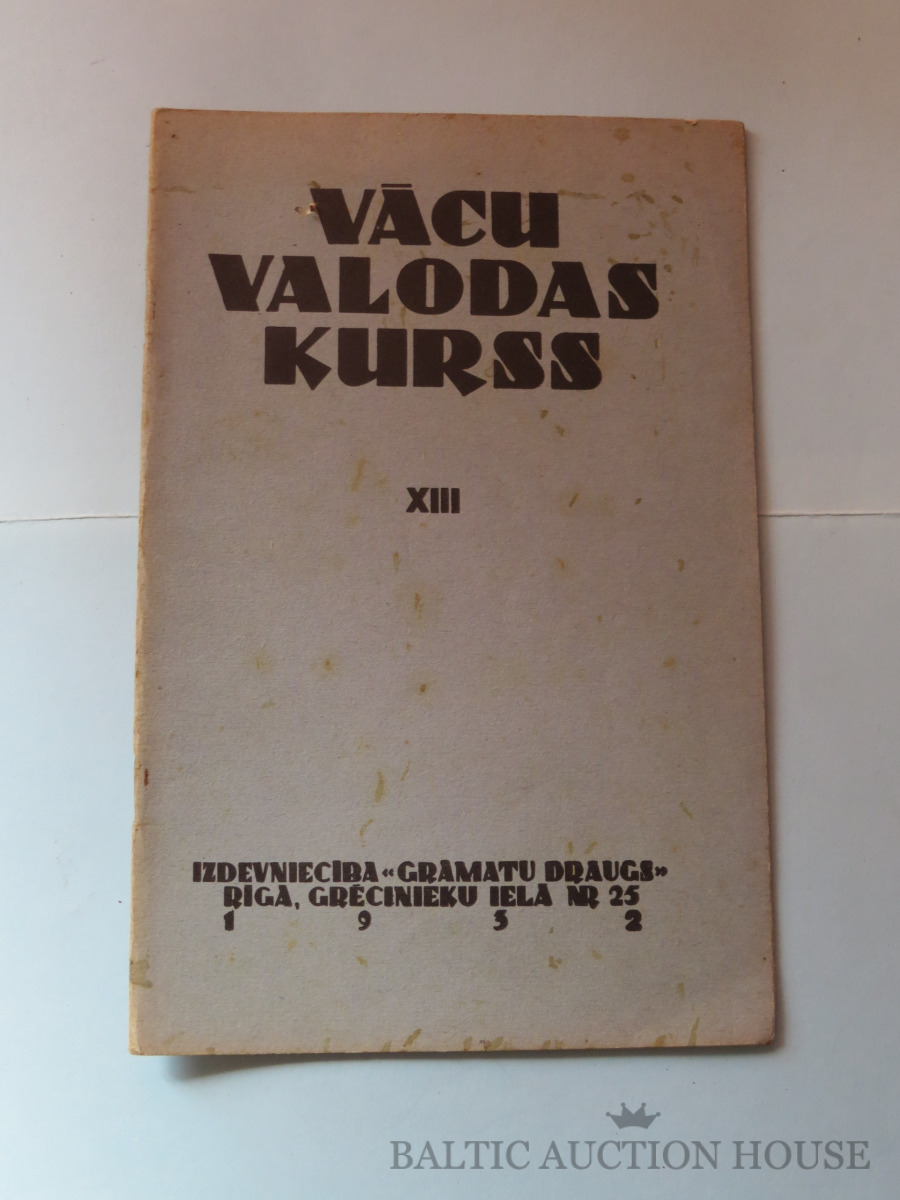 VĀCU
VALODAS
KURSS
XIII
IZDEVNIECĪBA «GRĀMATU DRAUGS»
RĪGĀ, GRĒCINIEKU IELĀ NR 25
1 9 3 2
BALTIC AUCTION HOUSE